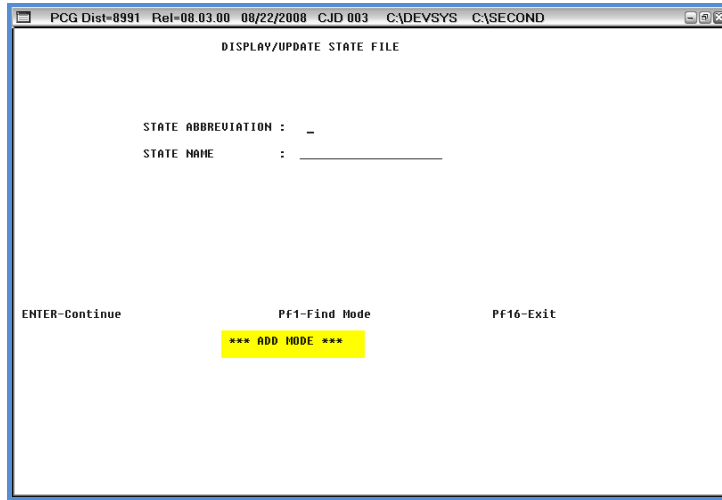 PCG Dist=8991 Rel=08.03.00 08/22/2008 CJD 003 C:\DEVSYS C:\SECOND
DISPLAY/UPDATE STATE FILE
STATE ABBREVIATION : _
STATE NAME : ____________________
ENTER-Continue Pf1-Find Mode Pf16-Exit
*** ADD MODE ***